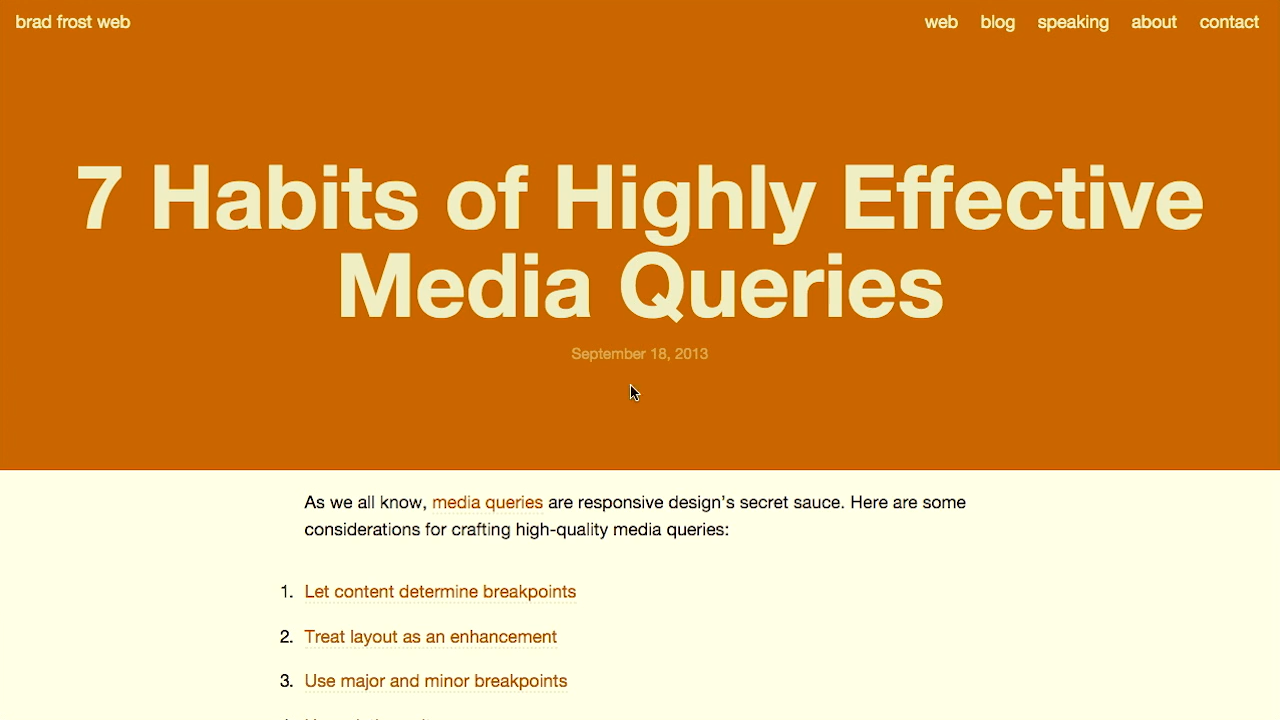 brad frost web
web blog speaking about contact
7 Habits of Highly Effective
Media Queries
September 18, 2013
As we all know, media queries are responsive design's secret sauce. Here are some
considerations for crafting high-quality media queries:
1. Let content determine breakpoints
2. Treat layout as an enhancement
3. Use major and minor breakpoints